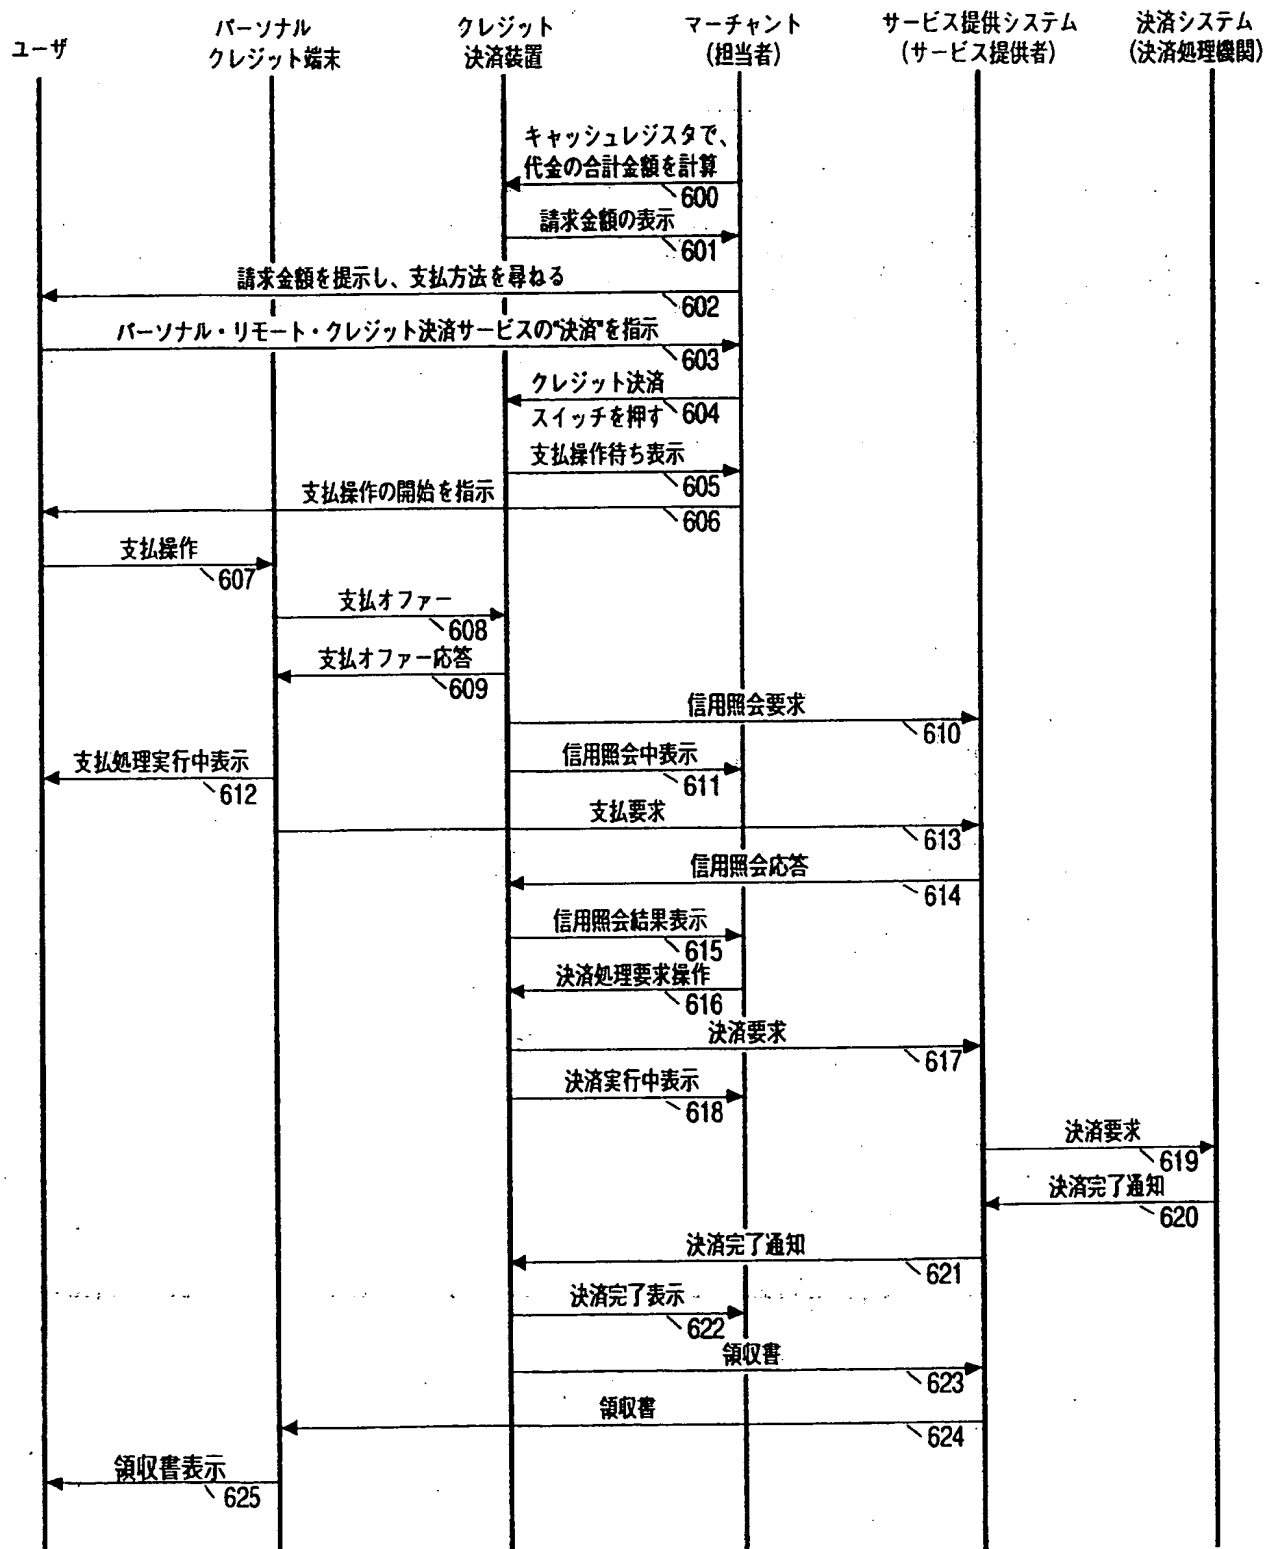 ユーザ
パーソナル
クレジット端末
クレジット
決済装置
マーチャント
(担当者)
サービス提供システム
(サービス提供者)
決済システム
(決済処理機関)
キャッシュレジスタで、
代金の合計金額を計算
600
請求金額の表示
601
請求金額を提示し、支払方法を尋ねる
602
パーソナル・リモート・クレジット決済サービスの"決済"を指示
603
クレジット決済
スイッチを押す
604
支払操作待ち表示
605
支払操作の開始を指示
606
支払操作
607
支払オファー
608
支払オファー応答
609
信用照会要求
610
信用照会中表示
611
支払処理実行中表示
612
支払要求
613
信用照会応答
614
信用照会結果表示
615
決済処理要求操作
616
決済要求
617
決済実行中表示
618
決済要求
619
決済完了通知
620
決済完了通知
621
決済完了表示
622
領収書
623
領収書
624
領収書表示
625